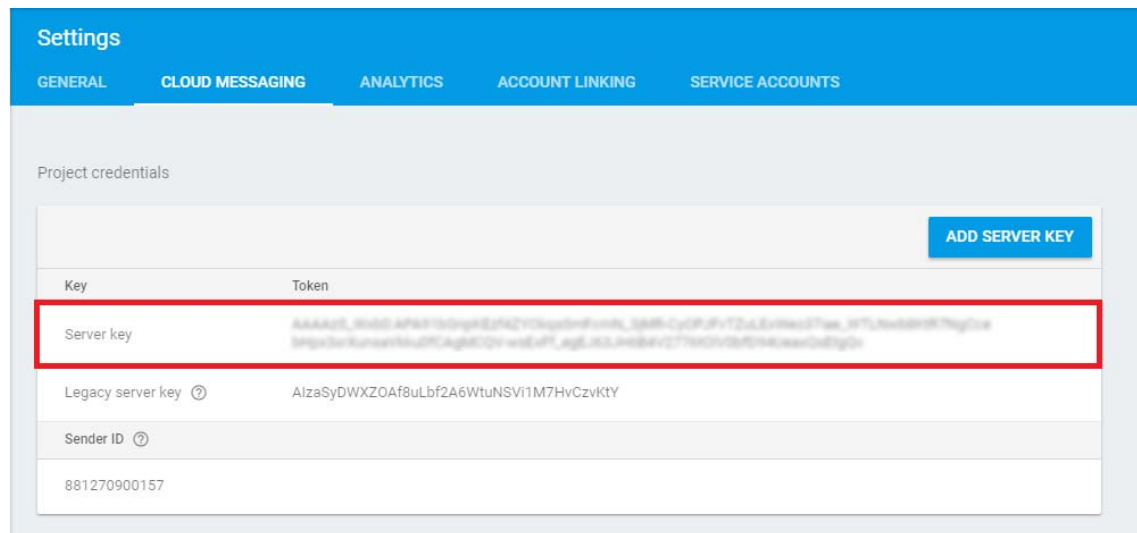 Settings
GENERAL CLOUD MESSAGING ANALYTICS ACCOUNT LINKING SERVICE ACCOUNTS
Project credentials
ADD SERVER KEY
Key Token
Server key
Legacy server key AIzaSyDWXZOAf8uLbf2A6WtuNSVi1M7HvCzvKtY
Sender ID
881270900157